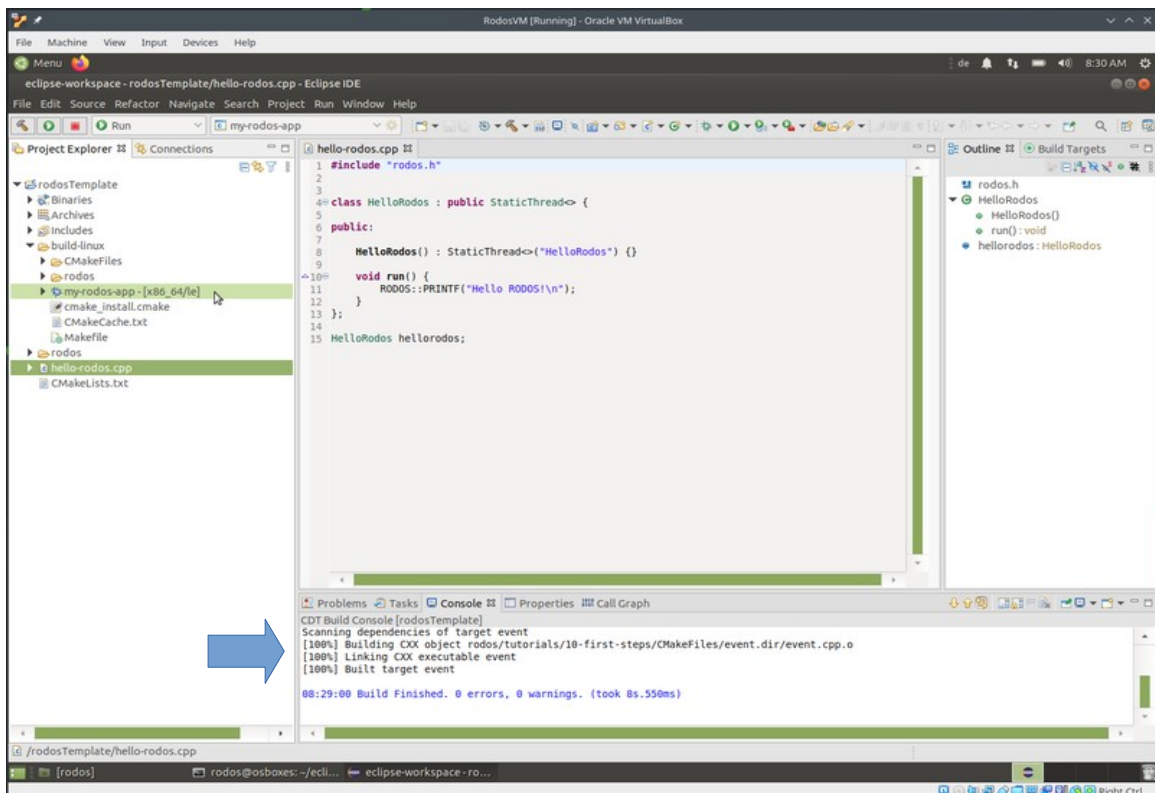 RodosVM [Running] - Oracle VM VirtualBox
File Machine View Input Devices Help
Menu
de
8:30 AM
eclipse-workspace - rodosTemplate/hello-rodos.cpp - Eclipse IDE
File Edit Source Refactor Navigate Search Project Run Window Help
Run
my-rodos-app
Project Explorer
Connections
rodosTemplate
Binaries
Archives
Includes
build-linux
CMakeFiles
rodos
my-rodos-app - [x86_64/le]
cmake_install.cmake
CMakeCache.txt
Makefile
rodos
hello-rodos.cpp
CMakeLists.txt
hello-rodos.cpp
1 #include "rodos.h"
2
3
4 class HelloRodos : public StaticThread<> {
5
6 public:
7
8 HelloRodos() : StaticThread<>("HelloRodos") {}
9
10 void run() {
11 RODOS::PRINTF("Hello RODOS!\n");
12 }
13 };
14
15 HelloRodos hellorodos;
Outline
Build Targets
rodos.h
HelloRodos
HelloRodos()
run() : void
hellorodos : HelloRodos
Problems Tasks Console Properties Call Graph
CDT Build Console [rodosTemplate]
Scanning dependencies of target event
[100%] Building CXX object rodos/tutorials/10-first-steps/CMakeFiles/event.dir/event.cpp.o
[100%] Linking CXX executable event
[100%] Built target event
08:29:00 Build Finished. 0 errors, 0 warnings. (took 8s.550ms)
/rodosTemplate/hello-rodos.cpp
[rodos]
rodos@osboxes: ~/ecli...
eclipse-workspace - ro...
Right Ctrl